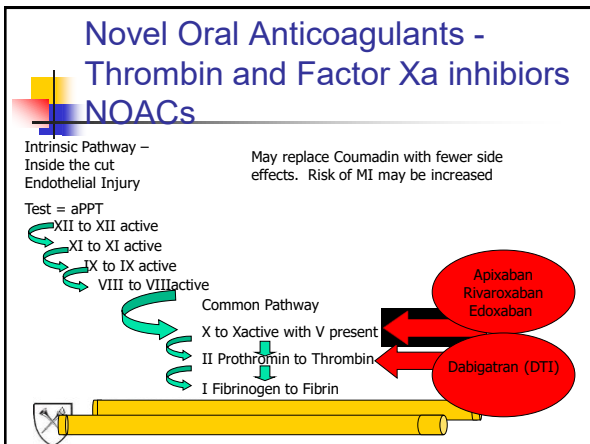 Novel Oral Anticoagulants -
Thrombin and Factor Xa inhibiors
NOACs
Intrinsic Pathway –
Inside the cut
Endothelial Injury
May replace Coumadin with fewer side
effects.  Risk of MI may be increased
Test = aPPT
XII to XII active
XI to XI active
IX to IX active
VIII to VIIIactive
Common Pathway
X to Xactive with V present
II Prothromin to Thrombin
I Fibrinogen to Fibrin
Apixaban
Rivaroxaban
Edoxaban
Dabigatran (DTI)